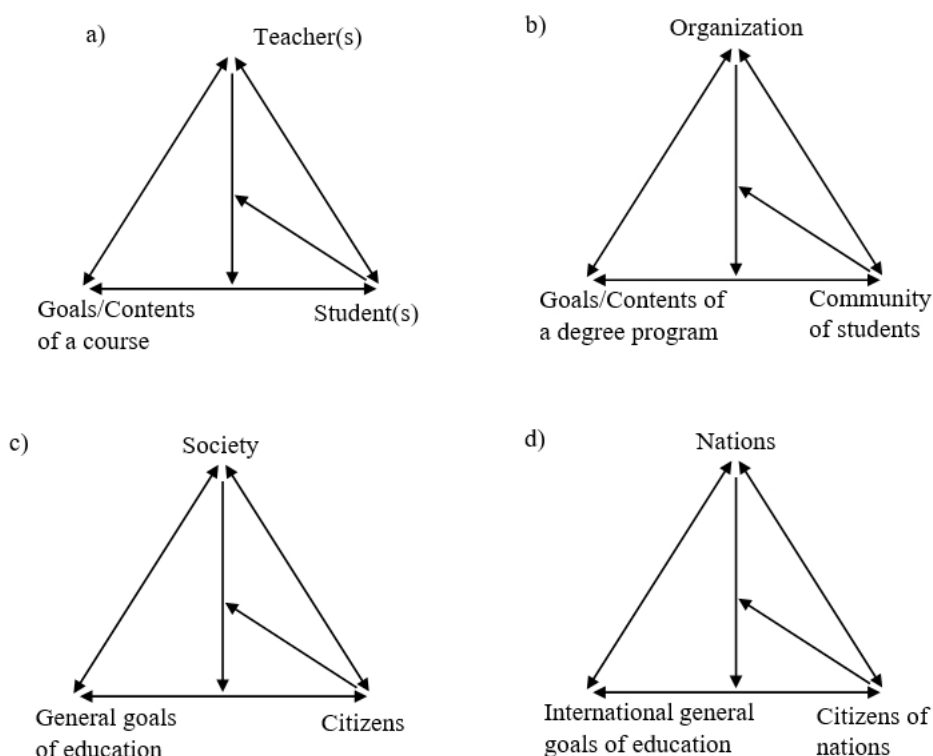 a)
Teacher(s)
Goals/Contents
of a course
Student(s)
b)
Organization
Goals/Contents of
a degree program
Community
of students
c)
Society
General goals
of education
Citizens
d)
Nations
International general
goals of education
Citizens of
nations